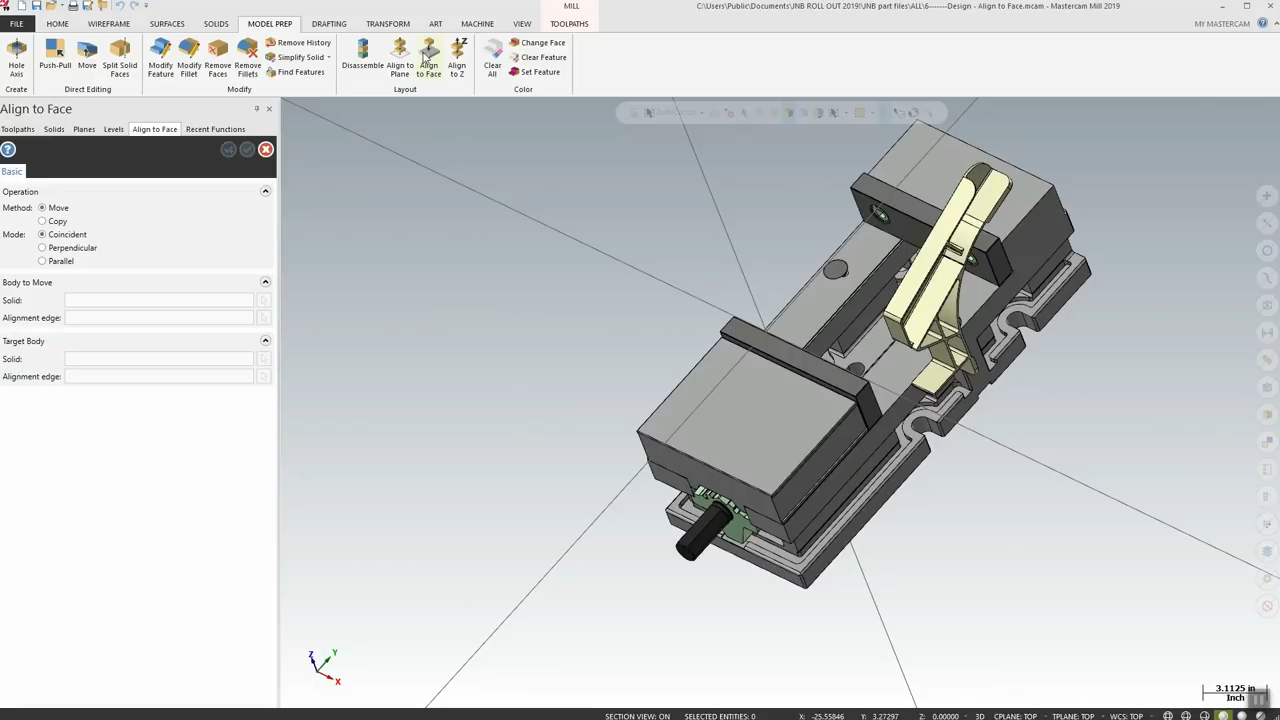 MILL
C:\Users\Public\Documents\INB ROLL OUT 2019\INB part files\ALL\6-------Design - Align to Face.mcam - Mastercam Mill 2019
FILE HOME WIREFRAME SURFACES SOLIDS MODEL PREP DRAFTING TRANSFORM ART MACHINE VIEW TOOLPATHS MY MASTERCAM
Hole Axis
Push-Pull
Move
Split Solid Faces
Modify Feature
Modify Fillets
Remove Faces
Remove Fillets
Remove History
Simplify Solid
Find Features
Disassemble
Align to Plane
Align to Face
Align to Z
Clear All
Change Face
Clear Feature
Set Feature
Create Direct Editing Modify Layout Color
Align to Face
Toolpaths Solids Planes Levels Align to Face Recent Functions
Basic
Operation
Method: Move
Copy
Mode: Coincident
Perpendicular
Parallel
Body to Move
Solid:
Alignment edge:
Target Body
Solid:
Alignment edge:
Z
Y
X
3.1125 in
Inch
SECTION VIEW: ON SELECTED ENTITIES: 0 X: -25.55846 Y: 3.27297 Z: 0.00000 3D CPLANE: TOP TPLANE: TOP WCS: TOP